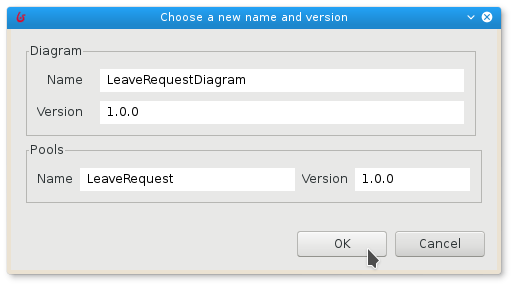 Choose a new name and version
Diagram
Name LeaveRequestDiagram
Version 1.0.0
Pools
Name LeaveRequest Version 1.0.0
OK Cancel